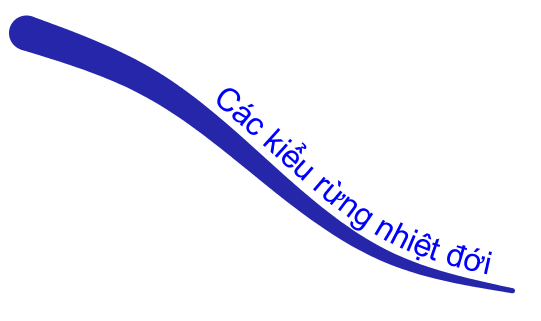 Các kiểu rừng nhiệt đới